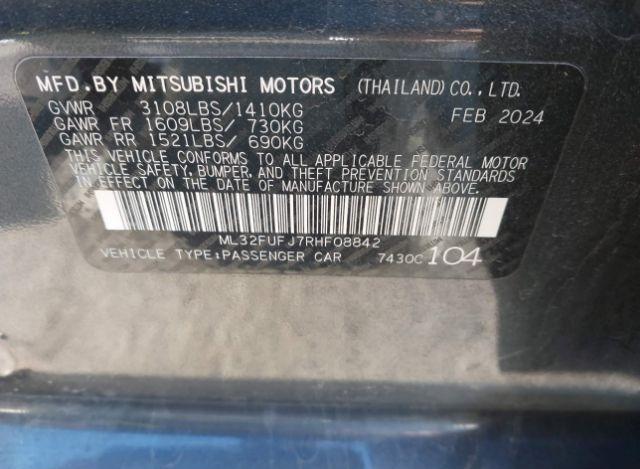 MFD.BY MITSUBISHI MOTORS (THAILAND)CO.,LTD.
GVWR 3108LBS/1410KG FEB 2024
GAWR FR 1609LBS/ 730KG
GAWR RR 1521LBS/ 690KG
THIS VEHICLE CONFORMS TO ALL APPLICABLE FEDERAL MOTOR
VEHICLE SAFETY, BUMPER, AND THEFT PREVENTION STANDARDS
IN EFFECT ON THE DATE OF MANUFACTURE SHOWN ABOVE.
ML32FUFJ7RHF08842
VEHICLE TYPE:PASSENGER CAR 7430C 104